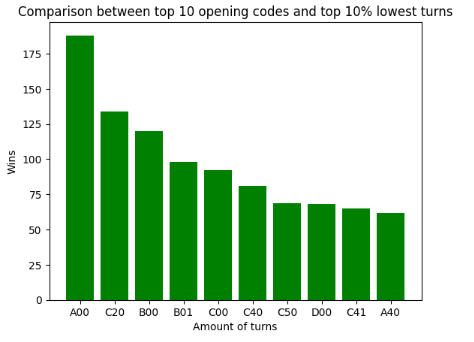 Comparison between top 10 opening codes and top 10% lowest turns
175
150
125
100
75
50
25
0
Wins
A00 C20 B00 B01 C00 C40 C50 D00 C41 A40
Amount of turns